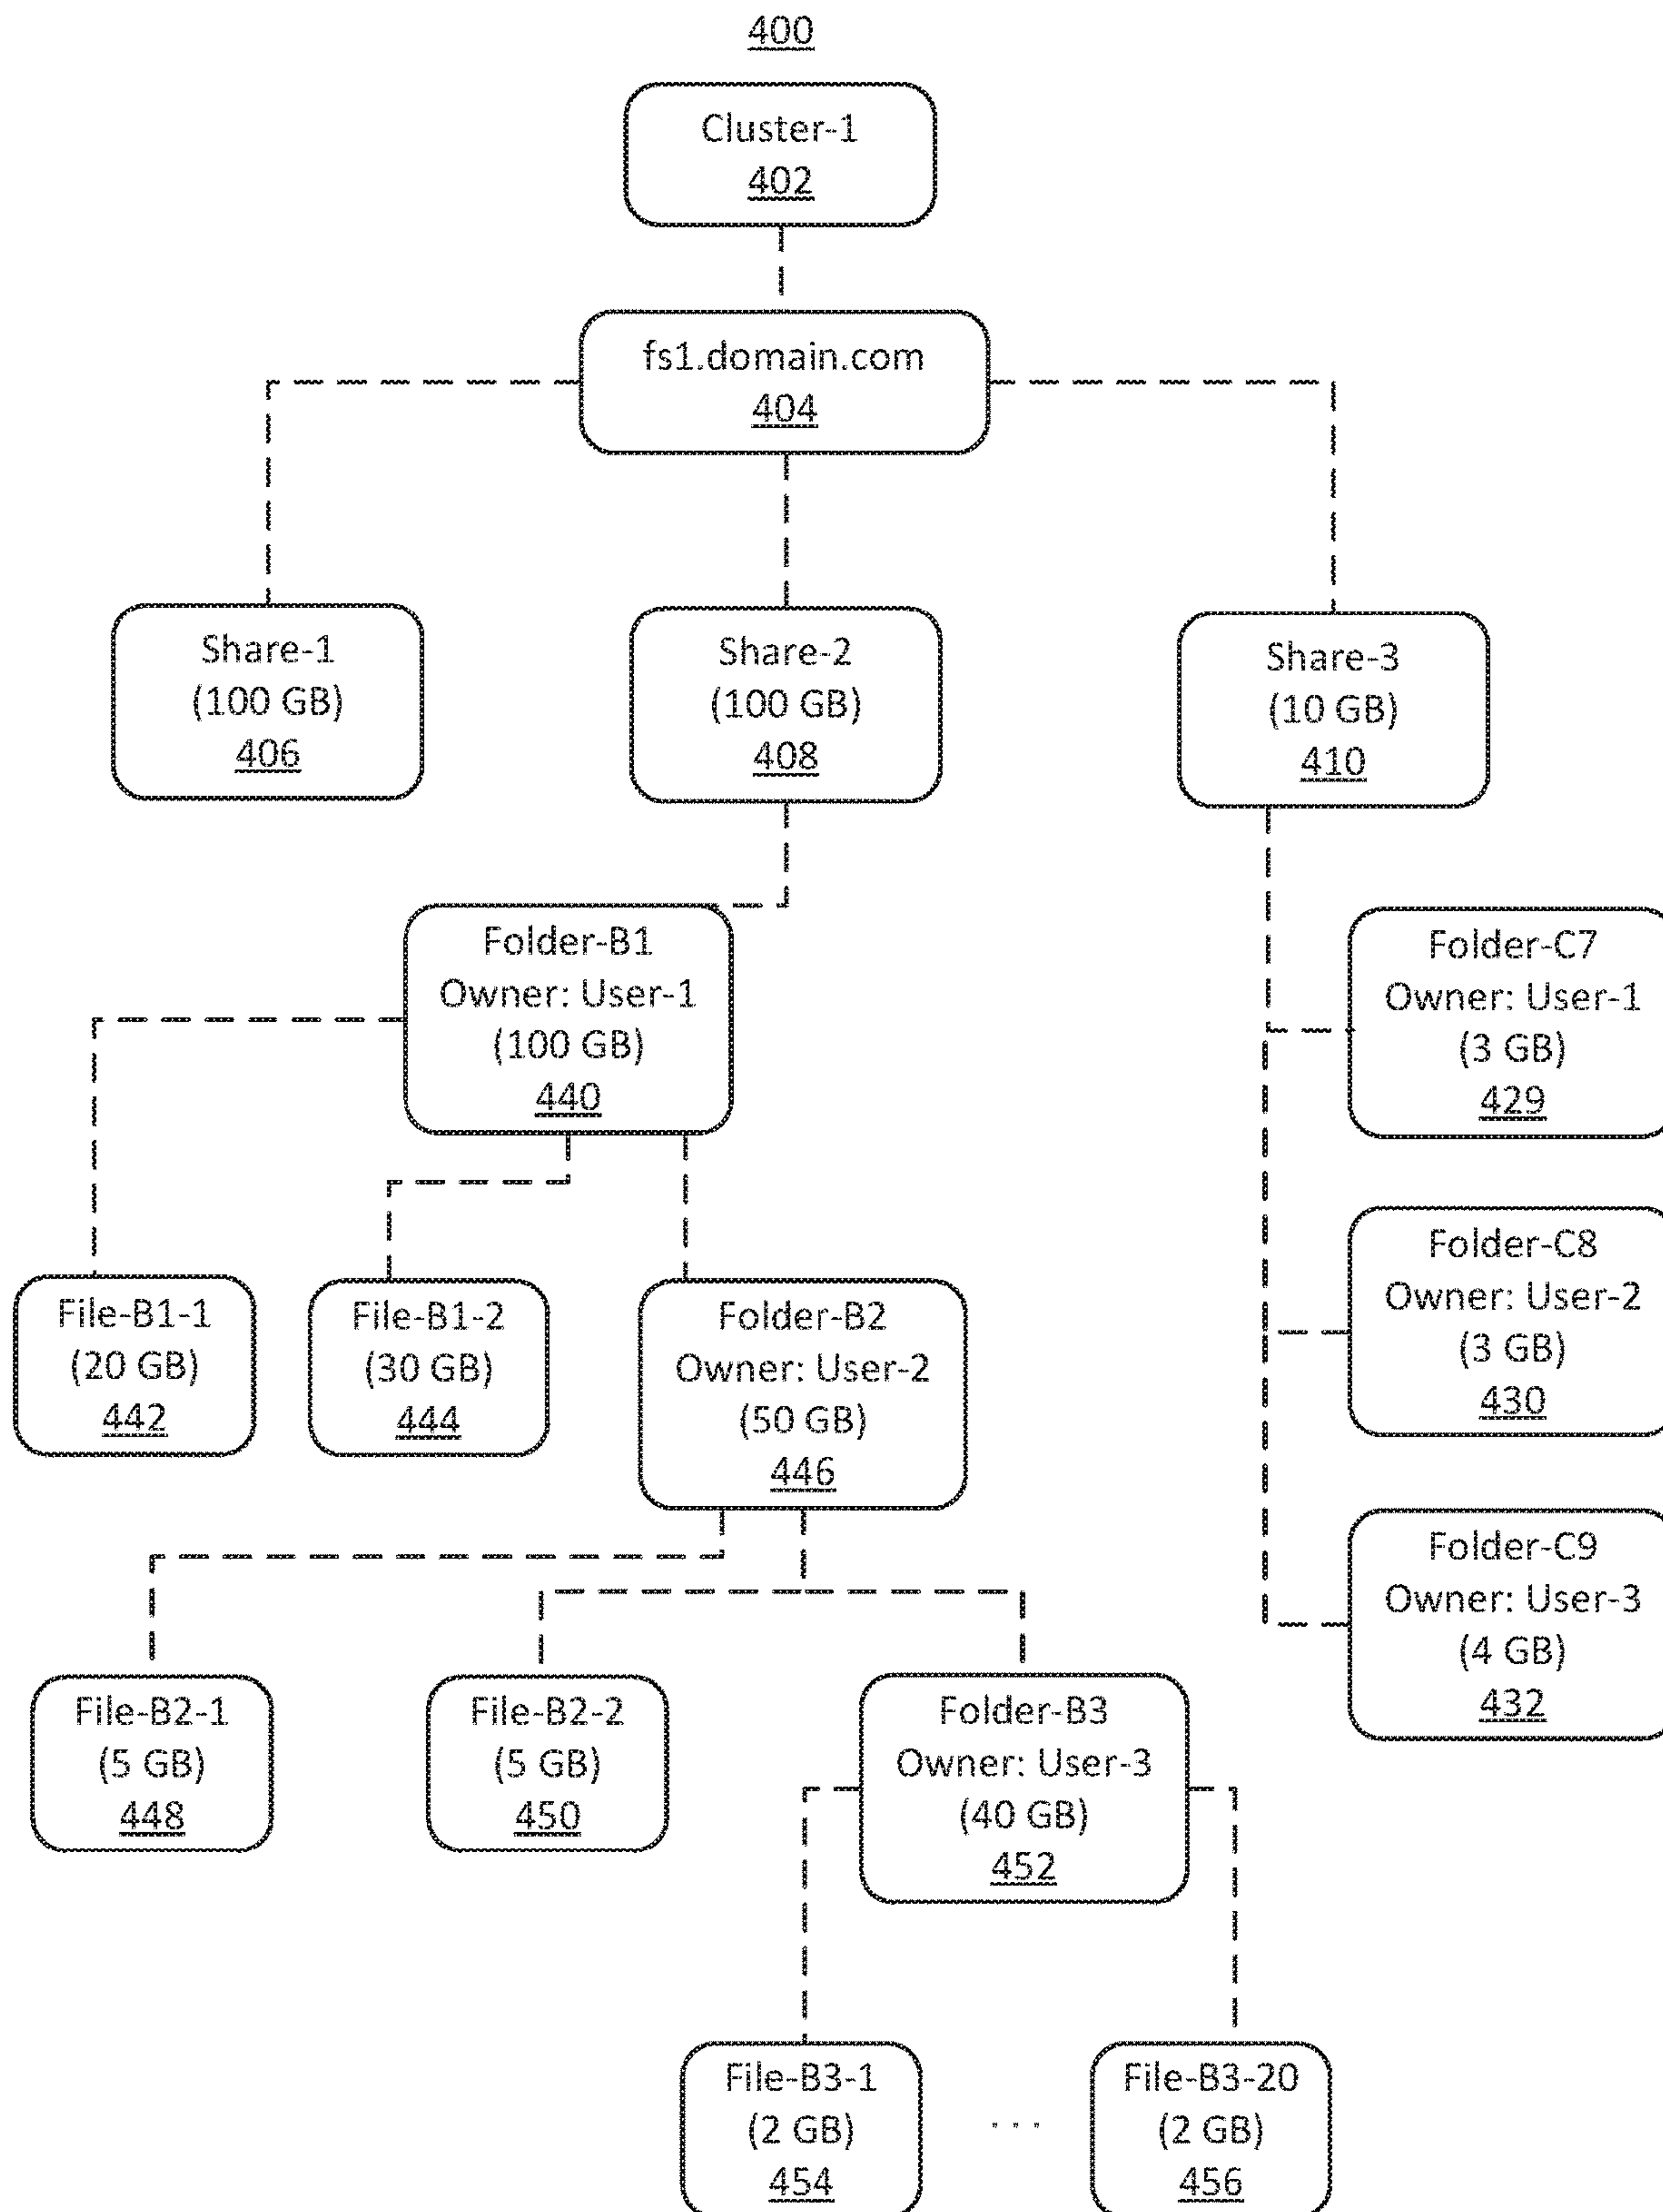 400
Cluster-1
402
fs1.domain.com
404
Share-1
(100 GB)
406
Share-2
(100 GB)
408
Share-3
(10 GB)
410
Folder-B1
Owner: User-1
(100 GB)
440
Folder-C7
Owner: User-1
(3 GB)
429
File-B1-1
(20 GB)
442
File-B1-2
(30 GB)
444
Folder-B2
Owner: User-2
(50 GB)
446
Folder-C8
Owner: User-2
(3 GB)
430
Folder-C9
Owner: User-3
(4 GB)
432
File-B2-1
(5 GB)
448
File-B2-2
(5 GB)
450
Folder-B3
Owner: User-3
(40 GB)
452
File-B3-1
(2 GB)
454
...
File-B3-20
(2 GB)
456